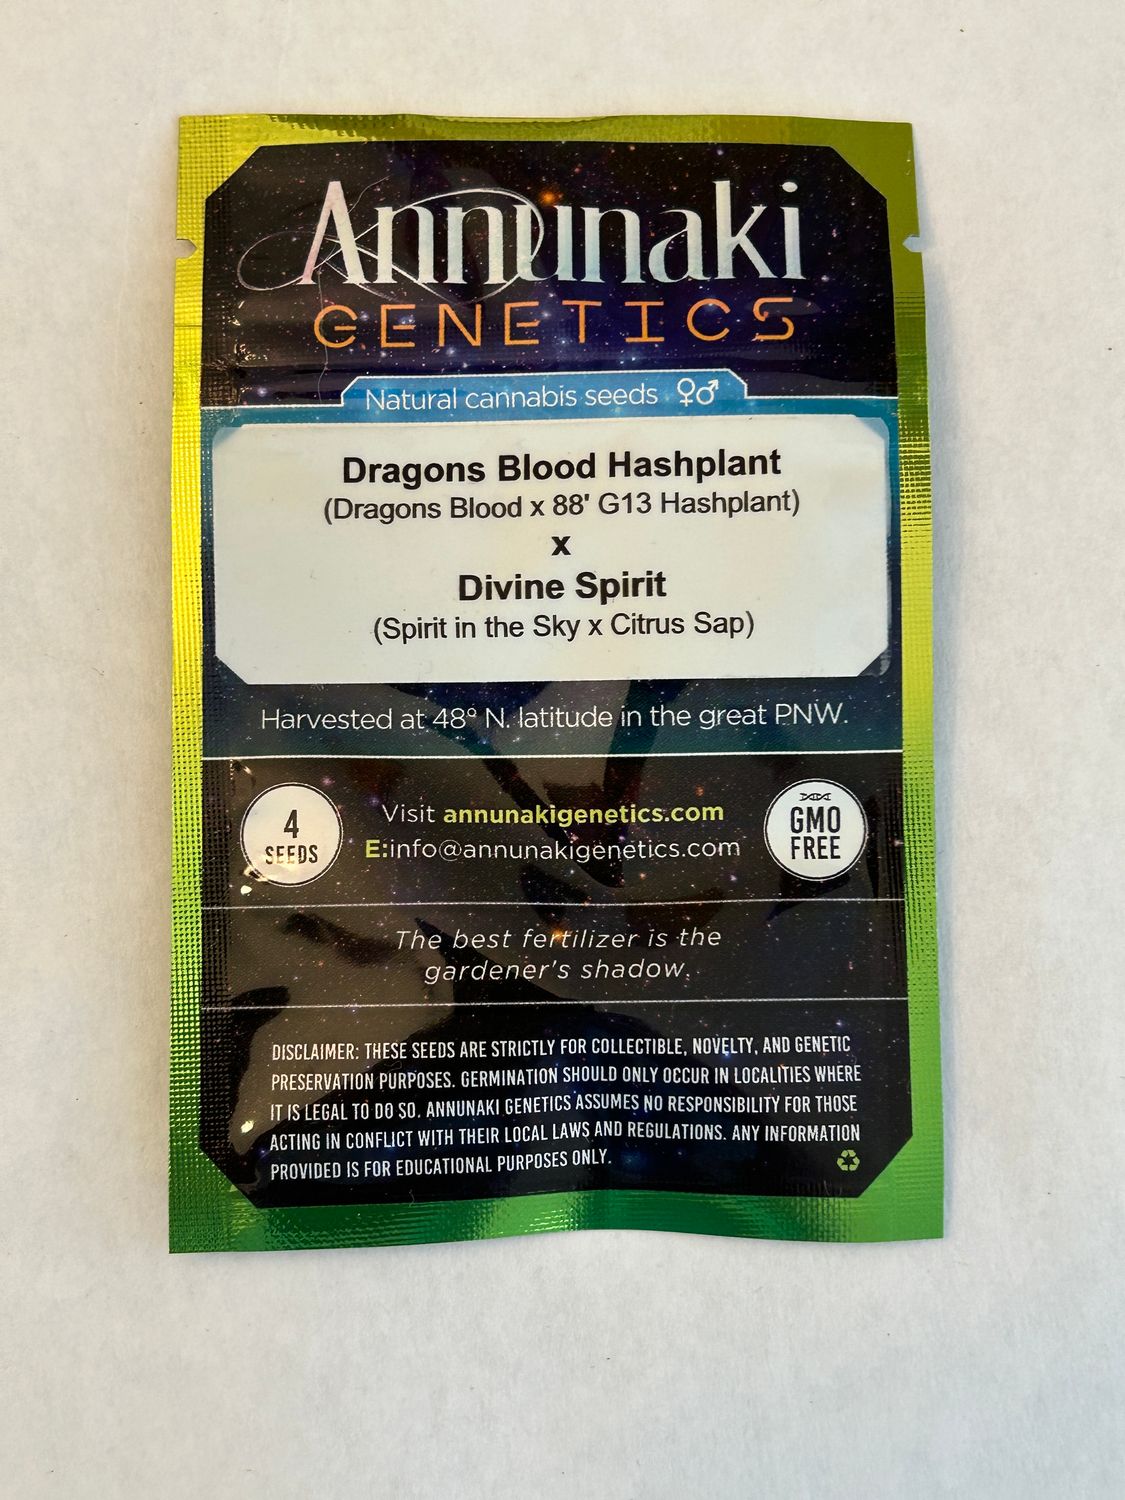 Annunaki
GENETICS
Natural cannabis seeds ♀♂
Dragons Blood Hashplant
(Dragons Blood x 88' G13 Hashplant)
x
Divine Spirit
(Spirit in the Sky x Citrus Sap)
Harvested at 48° N. latitude in the great PNW.
4
SEEDS
Visit annunakigenetics.com
E:info@annunakigenetics.com
GMO
FREE
The best fertilizer is the
gardener's shadow.
DISCLAIMER: THESE SEEDS ARE STRICTLY FOR COLLECTIBLE, NOVELTY, AND GENETIC
PRESERVATION PURPOSES. GERMINATION SHOULD ONLY OCCUR IN LOCALITIES WHERE
IT IS LEGAL TO DO SO. ANNUNAKI GENETICS ASSUMES NO RESPONSIBILITY FOR THOSE
ACTING IN CONFLICT WITH THEIR LOCAL LAWS AND REGULATIONS. ANY INFORMATION
PROVIDED IS FOR EDUCATIONAL PURPOSES ONLY.